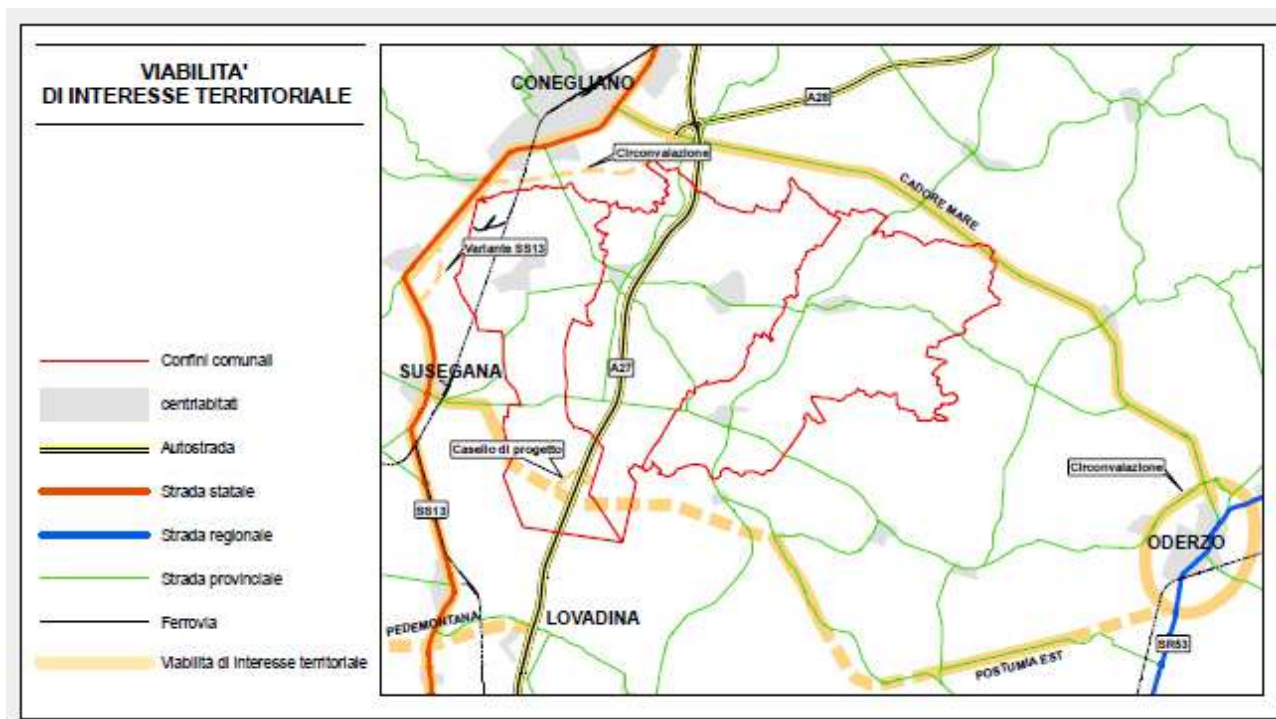 VIABILITA'
DI INTERESSE TERRITORIALE
Confini comunali
centriabitati
Autostrada
Strada statale
Strada regionale
Strada provinciale
Ferrovia
Viabilità di interesse territoriale
CONEGLIANO
A28
Circonvalazione
CADORE MARE
Variante SS13
SUSEGANA
A27
Casello di progetto
Circonvalazione
SS13
ODERZO
LOVADINA
PEDEMONTANA
SR53
POSTUMIA EST